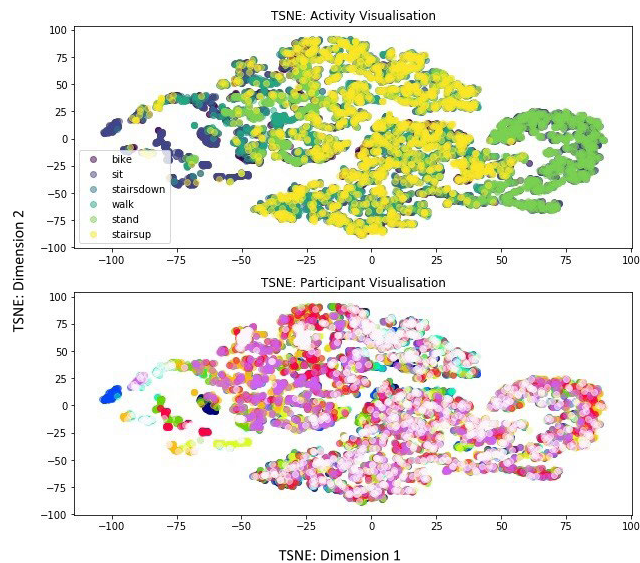 TSNE: Activity Visualisation
100
75
50
25
0
−25
−50
−75
−100
bike
sit
stairsdown
walk
stand
stairsup
−100 −75 −50 −25 0 25 50 75 100
TSNE: Dimension 2
TSNE: Participant Visualisation
100
75
50
25
0
−25
−50
−75
−100
−100 −75 −50 −25 0 25 50 75 100
TSNE: Dimension 1